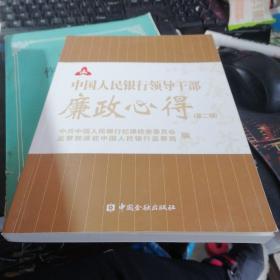 中国人民银行领导干部
廉政心得（第二辑）
中共中国人民银行纪律检查委员会
监察部派驻中国人民银行监察局 编
中国金融出版社